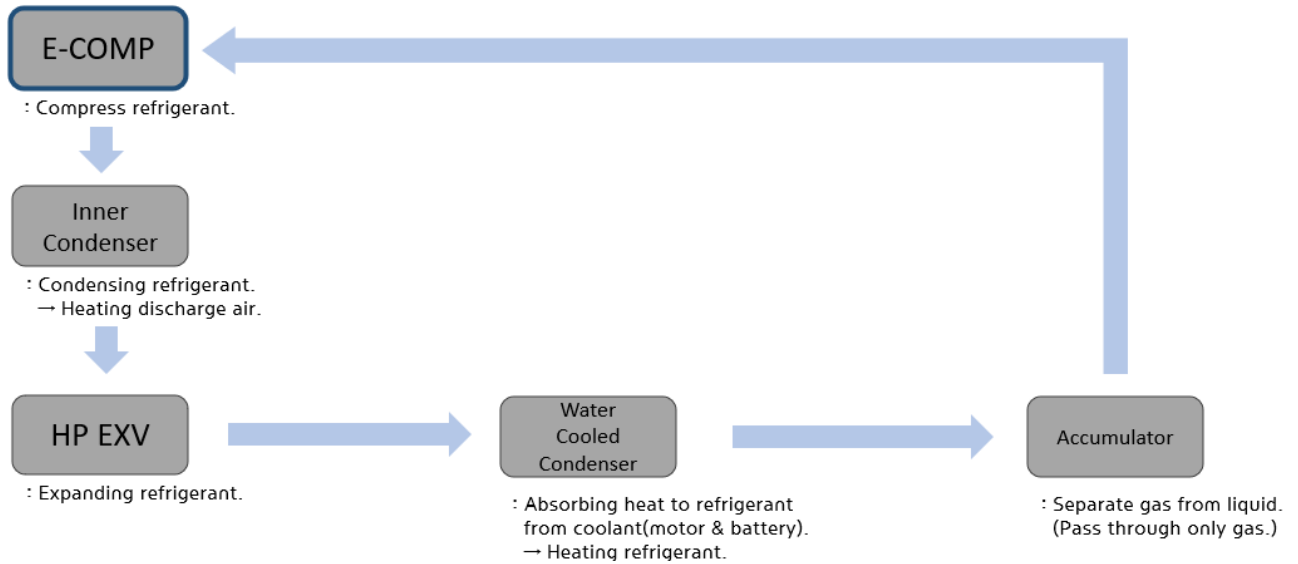 E-COMP
: Compress refrigerant.
Inner
Condenser
: Condensing refrigerant.
→ Heating discharge air.
HP EXV
: Expanding refrigerant.
Water
Cooled
Condenser
: Absorbing heat to refrigerant
from coolant(motor & battery).
→ Heating refrigerant.
Accumulator
: Separate gas from liquid.
(Pass through only gas.)